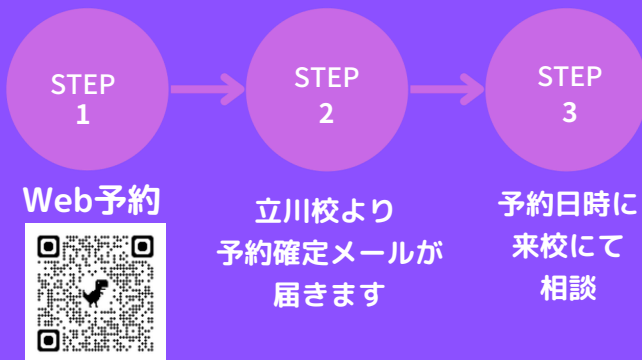 STEP
1
Web予約
STEP
2
立川校より
予約確定メールが
届きます
STEP
3
予約日時に
来校にて
相談